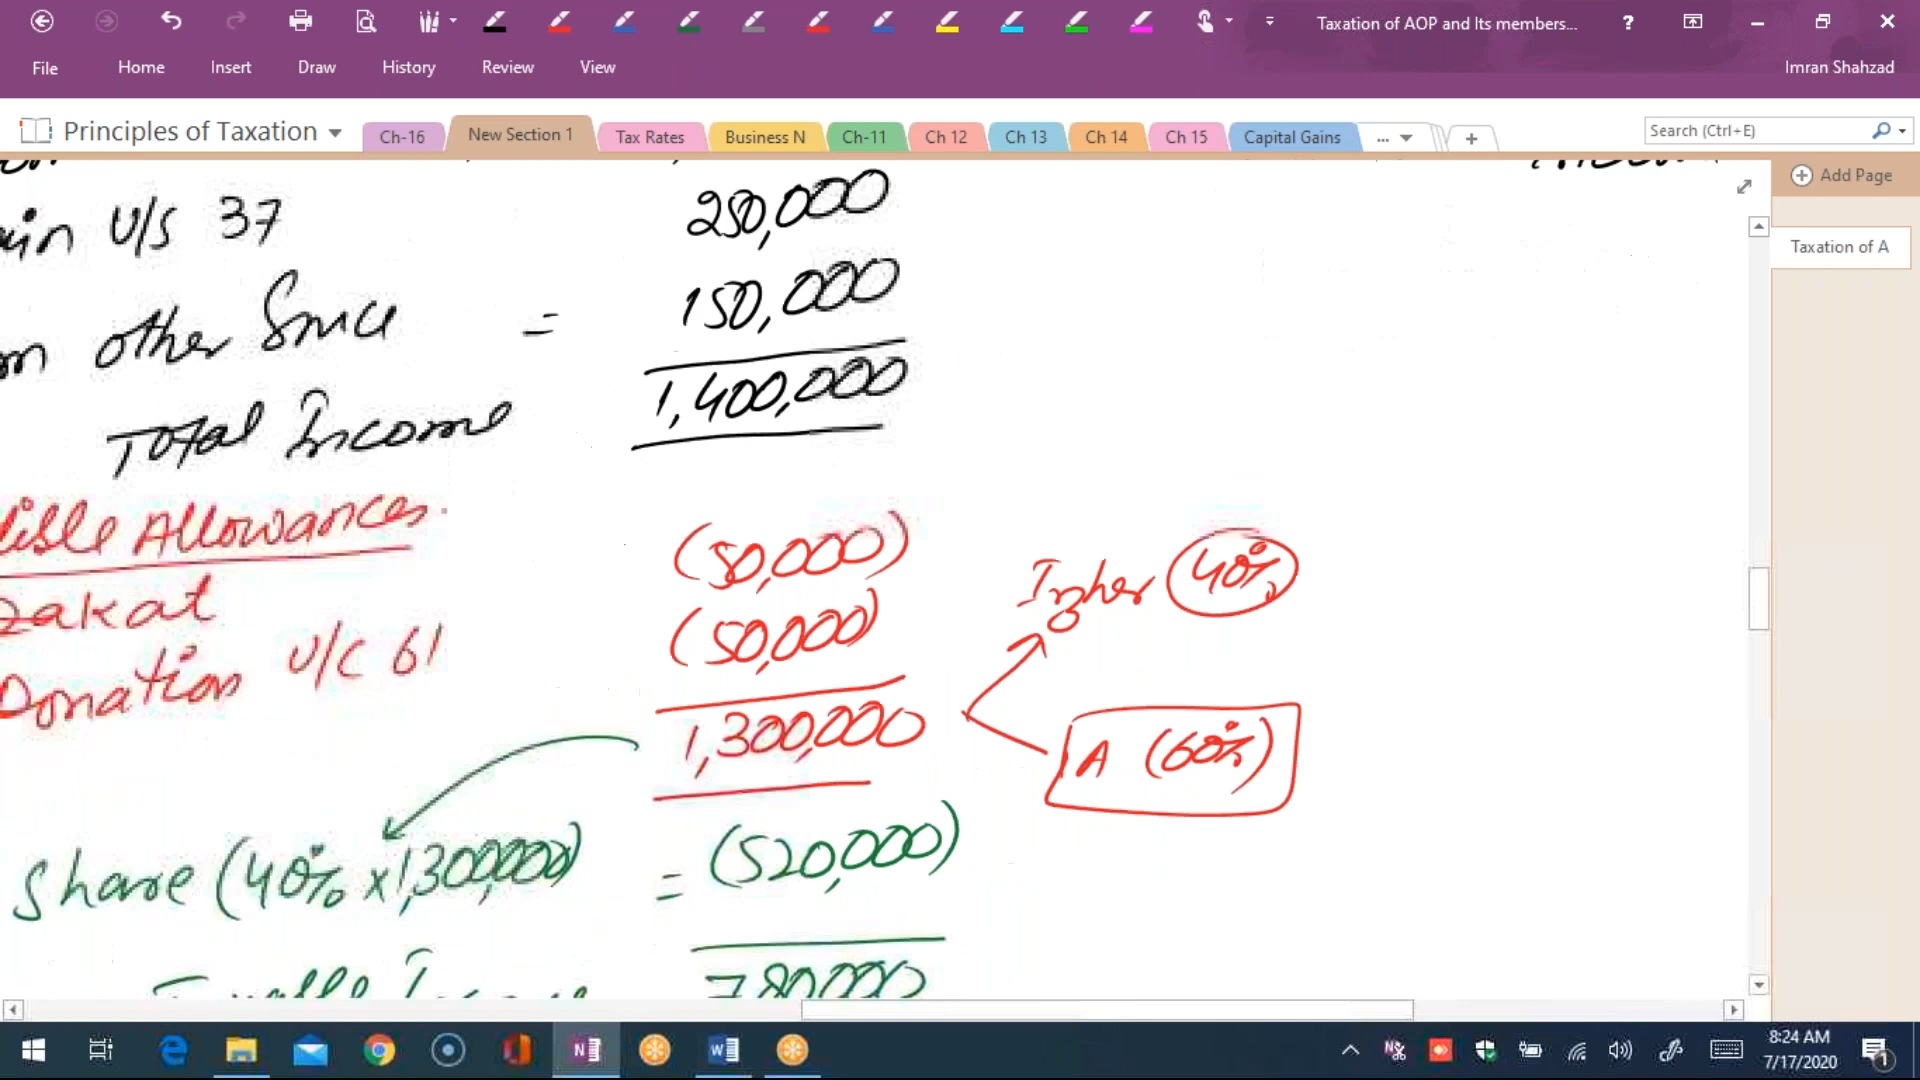 Taxation of AOP and Its members...
?
File
Home
Insert
Draw
History
Review
View
Imran Shahzad
Principles of Taxation
Ch-16
New Section 1
Tax Rates
Business N
Ch-11
Ch 12
Ch 13
Ch 14
Ch 15
Capital Gains
...
+
Search (Ctrl+E)
Add Page
Taxation of A
U/S 37
250,000
other Source = 150,000
Total Income 1,400,000
Allowances.
(50,000)
zakat (50,000)
Donation U/C 61
1,300,000
40%
A (60%)
Share (40% x 1,300,000) = (520,000)
780,000
8:24 AM
7/17/2020
1